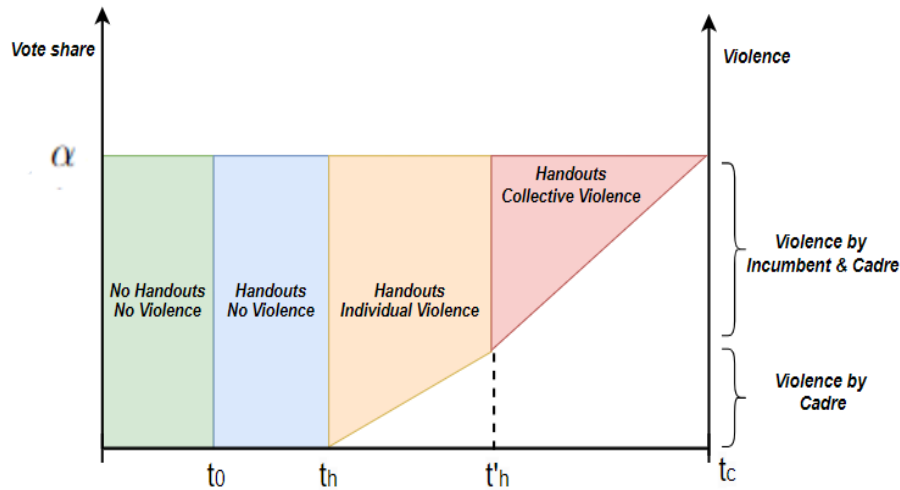 Vote share
Violence
α
Handouts
Collective Violence
Violence by
Incumbent & Cadre
No Handouts
No Violence
Handouts
No Violence
Handouts
Individual Violence
Violence by
Cadre
t0
th
t'h
tc